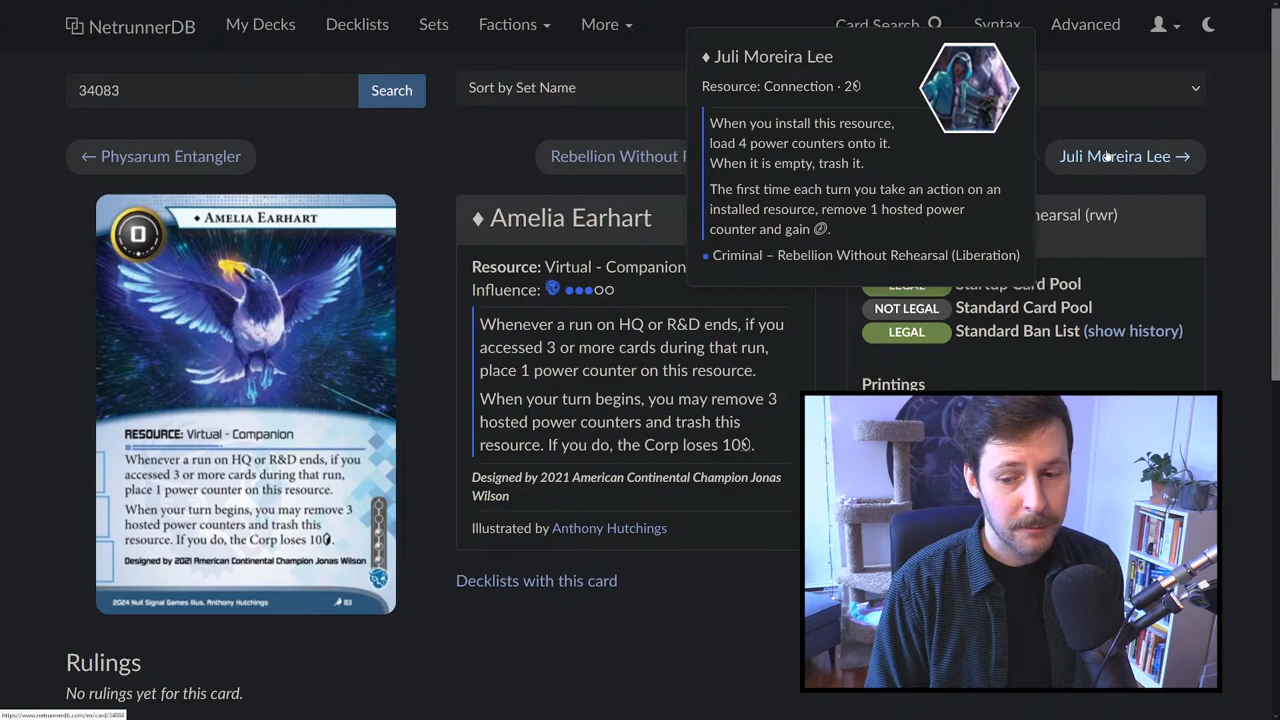 NetrunnerDB
My Decks
Decklists
Sets
Factions
More
Card Search
Syntax
Advanced
34083
Search
Sort by Set Name
← Physarum Entangler
Rebellion Without
Juli Moreira Lee →
♦ Juli Moreira Lee
Resource: Connection · 2
When you install this resource,
load 4 power counters onto it.
When it is empty, trash it.
The first time each turn you take an action on an
installed resource, remove 1 hosted power
counter and gain
Criminal – Rebellion Without Rehearsal (Liberation)
0
♦ AMELIA EARHART
RESOURCE: Virtual - Companion
Whenever a run on HQ or R&D ends, if you
accessed 3 or more cards during that run,
place 1 power counter on this resource.
When your turn begins, you may remove 3
hosted power counters and trash this
resource. If you do, the Corp loses 10
Designed by 2021 American Continental Champion Jonas Wilson
2024 Null Signal Games Illus. Anthony Hutchings
83
♦ Amelia Earhart
Resource: Virtual - Companion
Influence:
Whenever a run on HQ or R&D ends, if you
accessed 3 or more cards during that run,
place 1 power counter on this resource.
When your turn begins, you may remove 3
hosted power counters and trash this
resource. If you do, the Corp loses 10
Designed by 2021 American Continental Champion Jonas
Wilson
Illustrated by Anthony Hutchings
Decklists with this card
(rwr)
LEGAL Startup Card Pool
NOT LEGAL Standard Card Pool
LEGAL Standard Ban List (show history)
Printings
Rulings
No rulings yet for this card.
https://www.netrunnerdb.com/en/card/34084